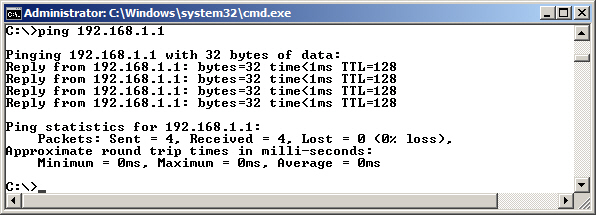 Administrator: C:\Windows\system32\cmd.exe
C:\>ping 192.168.1.1
Pinging 192.168.1.1 with 32 bytes of data:
Reply from 192.168.1.1: bytes=32 time<1ms TTL=128
Reply from 192.168.1.1: bytes=32 time<1ms TTL=128
Reply from 192.168.1.1: bytes=32 time<1ms TTL=128
Reply from 192.168.1.1: bytes=32 time<1ms TTL=128
Ping statistics for 192.168.1.1:
Packets: Sent = 4, Received = 4, Lost = 0 (0% loss),
Approximate round trip times in milli-seconds:
Minimum = 0ms, Maximum = 0ms, Average = 0ms
C:\>_